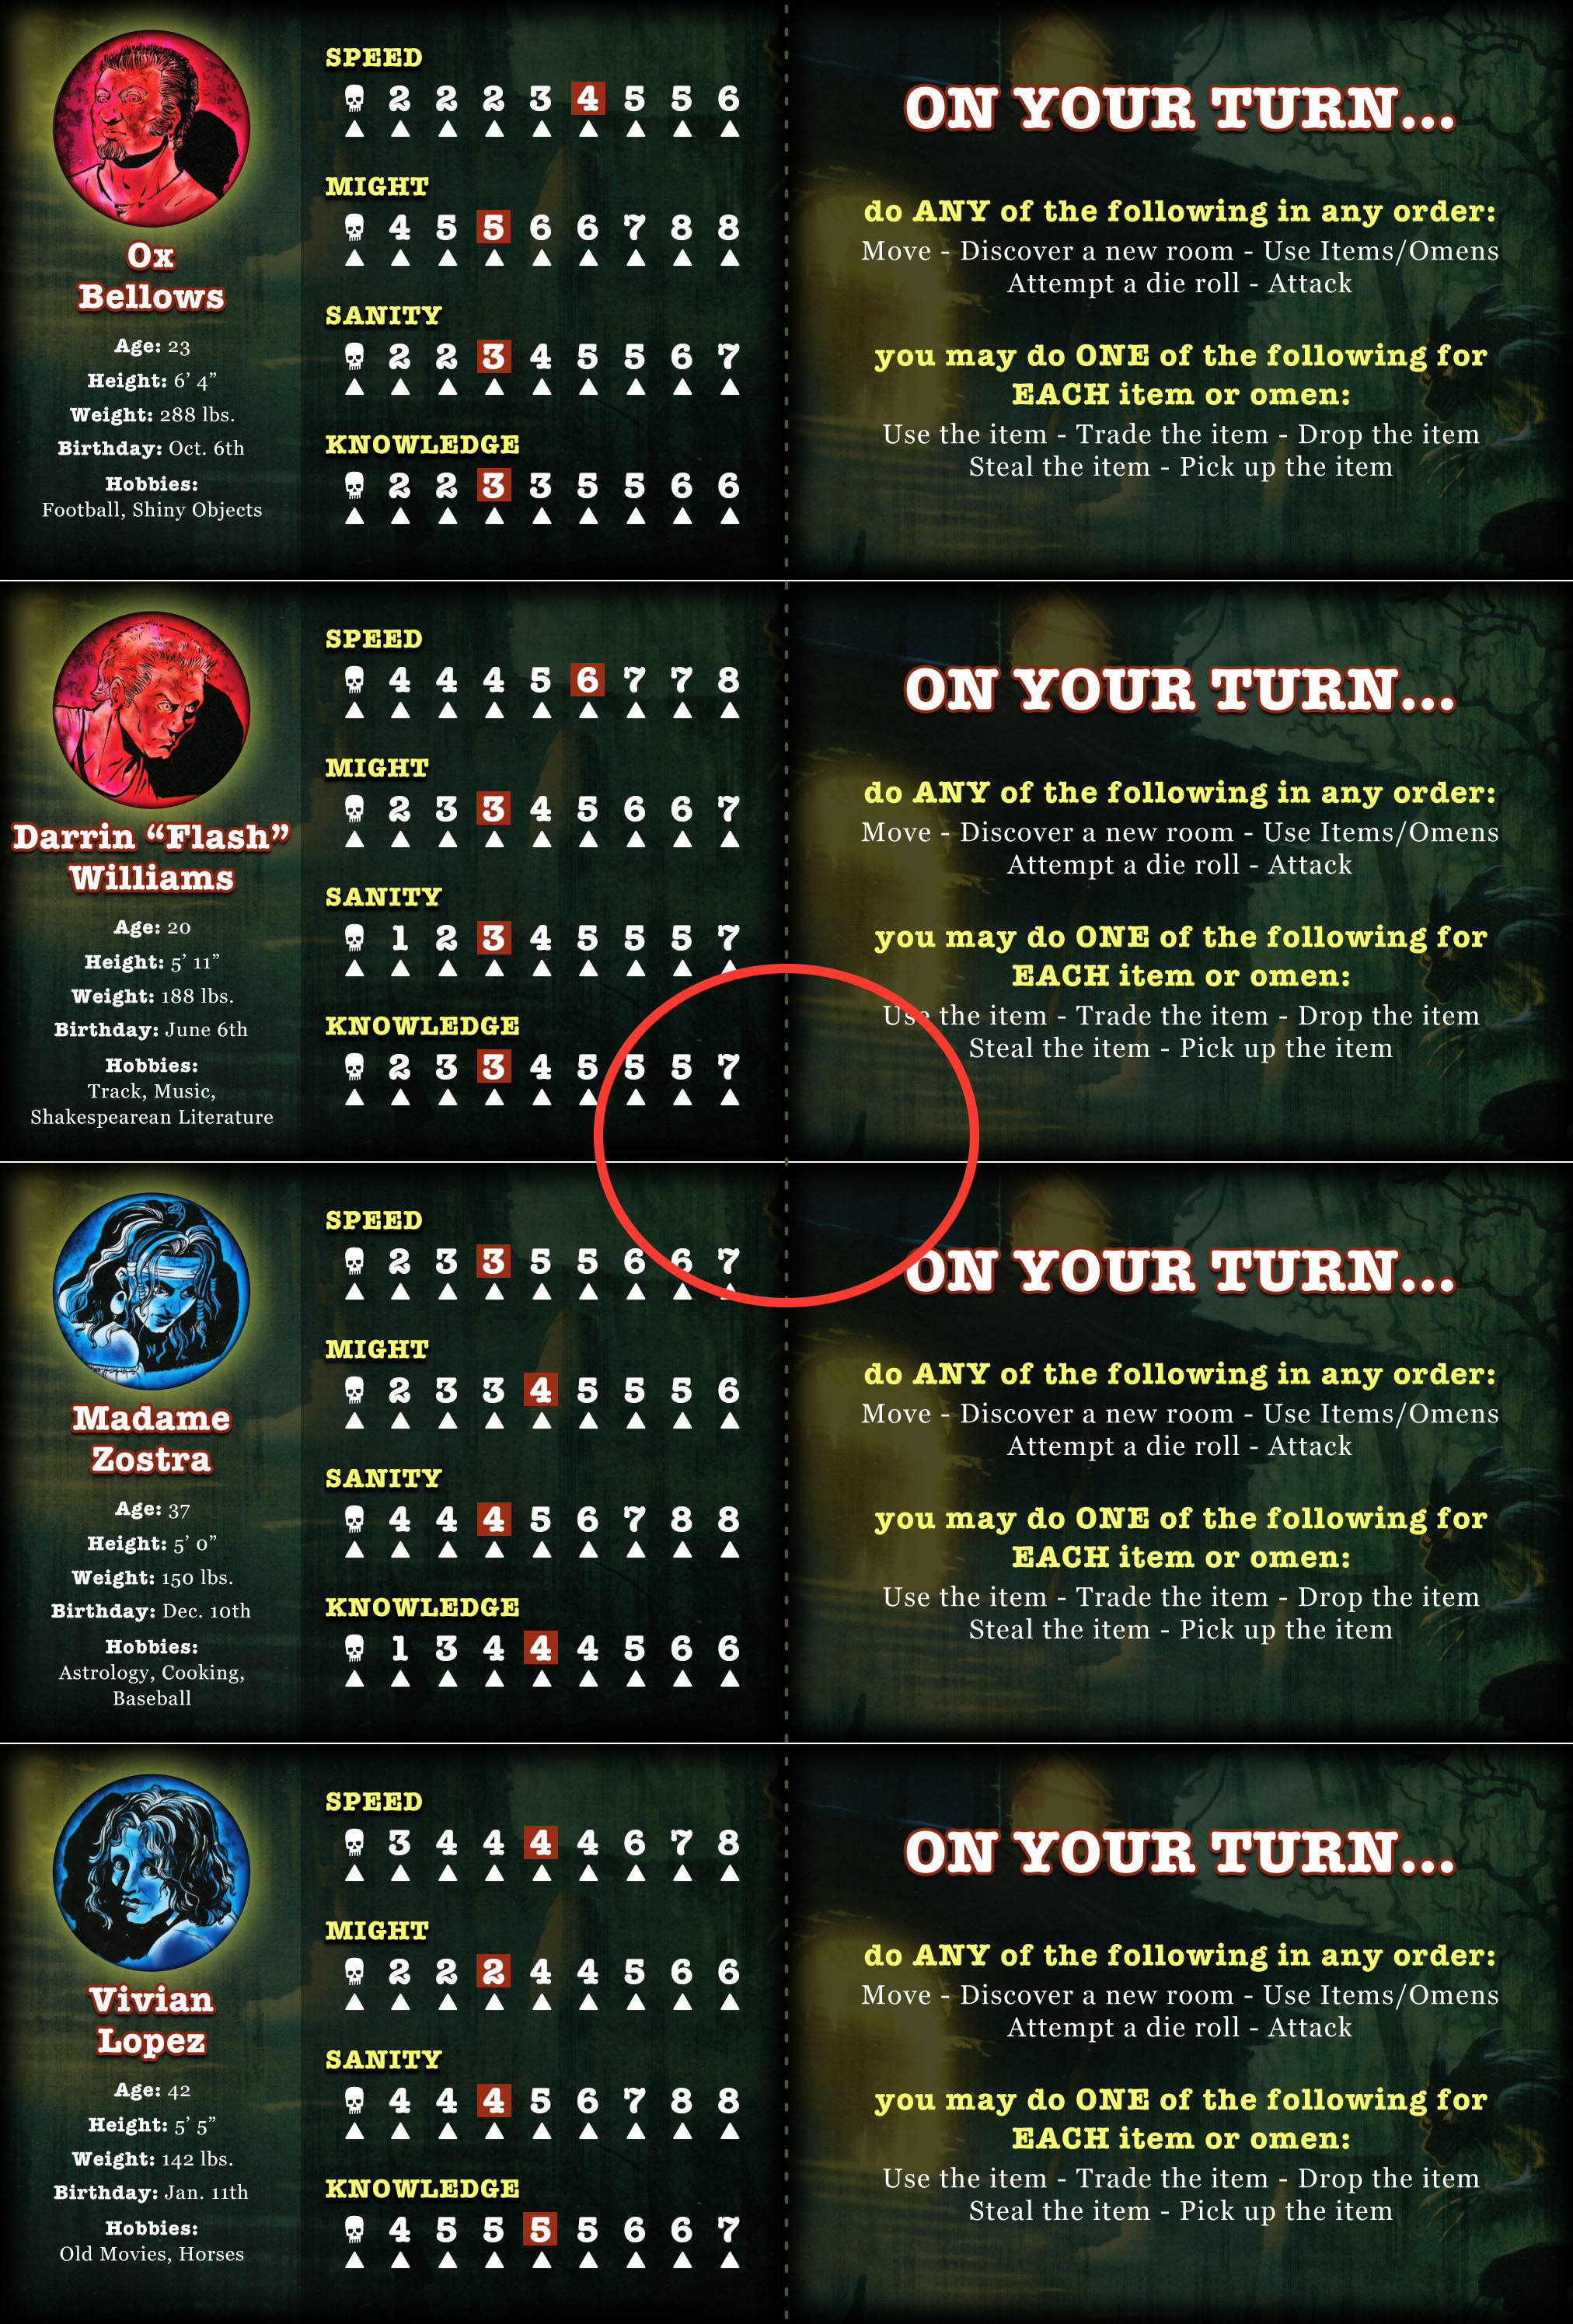 Ox
Bellows
Age: 23
Height: 6’ 4”
Weight: 288 lbs.
Birthday: Oct. 6th
Hobbies:
Football, Shiny Objects
SPEED
2 2 2 3 4 5 5 6
MIGHT
4 5 5 6 6 7 8 8
SANITY
2 2 3 4 5 5 6 7
KNOWLEDGE
2 2 3 3 5 5 6 6
ON YOUR TURN...
do ANY of the following in any order:
Move - Discover a new room - Use Items/Omens
Attempt a die roll - Attack
you may do ONE of the following for
EACH item or omen:
Use the item - Trade the item - Drop the item
Steal the item - Pick up the item
Darrin “Flash”
Williams
Age: 20
Height: 5’ 11”
Weight: 188 lbs.
Birthday: June 6th
Hobbies:
Track, Music,
Shakespearean Literature
SPEED
4 4 4 5 6 7 7 8
MIGHT
2 3 3 4 5 6 6 7
SANITY
1 2 3 4 5 5 5 7
KNOWLEDGE
2 3 3 4 5 5 5 7
ON YOUR TURN...
do ANY of the following in any order:
Move - Discover a new room - Use Items/Omens
Attempt a die roll - Attack
you may do ONE of the following for
EACH item or omen:
Use the item - Trade the item - Drop the item
Steal the item - Pick up the item
Madame
Zostra
Age: 37
Height: 5’ 0”
Weight: 150 lbs.
Birthday: Dec. 10th
Hobbies:
Astrology, Cooking,
Baseball
SPEED
2 3 3 5 5 6 6 7
MIGHT
2 3 3 4 5 5 5 6
SANITY
4 4 4 5 6 7 8 8
KNOWLEDGE
1 3 4 4 4 5 6 6
ON YOUR TURN...
do ANY of the following in any order:
Move - Discover a new room - Use Items/Omens
Attempt a die roll - Attack
you may do ONE of the following for
EACH item or omen:
Use the item - Trade the item - Drop the item
Steal the item - Pick up the item
Vivian
Lopez
Age: 42
Height: 5’ 5”
Weight: 142 lbs.
Birthday: Jan. 11th
Hobbies:
Old Movies, Horses
SPEED
3 4 4 4 4 6 7 8
MIGHT
2 2 2 4 4 5 6 6
SANITY
4 4 4 5 6 7 8 8
KNOWLEDGE
4 5 5 5 5 6 6 7
ON YOUR TURN...
do ANY of the following in any order:
Move - Discover a new room - Use Items/Omens
Attempt a die roll - Attack
you may do ONE of the following for
EACH item or omen:
Use the item - Trade the item - Drop the item
Steal the item - Pick up the item